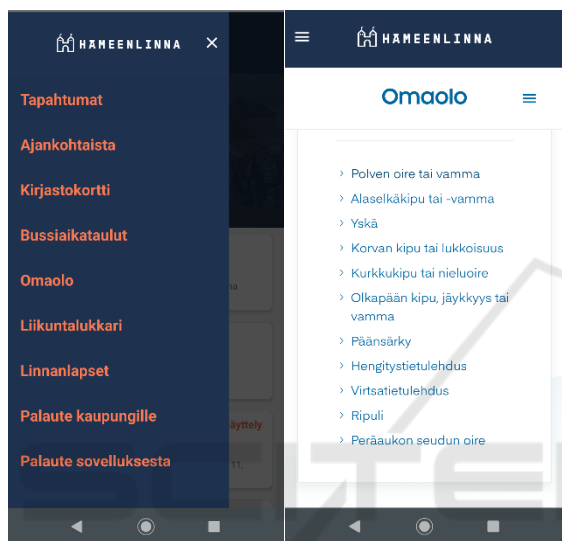 HÄMEENLINNA
Tapahtumat
Ajankohtaista
Kirjastokortti
Bussiaikataulut
Omaolo
Liikuntalukkari
Linnanlapset
Palaute kaupungille
äyttely
Palaute sovelluksesta
11,
HÄMEENLINNA
Omaolo
Polven oire tai vamma
Alaselkäkipu tai -vamma
Yskä
Korvan kipu tai lukkoisuus
Kurkkukipu tai nieluoire
Olkapään kipu, jäykkyys tai
vamma
Päänsärky
Hengitystietulehdus
Virtsatietulehdus
Ripuli
Peräaukon seudun oire